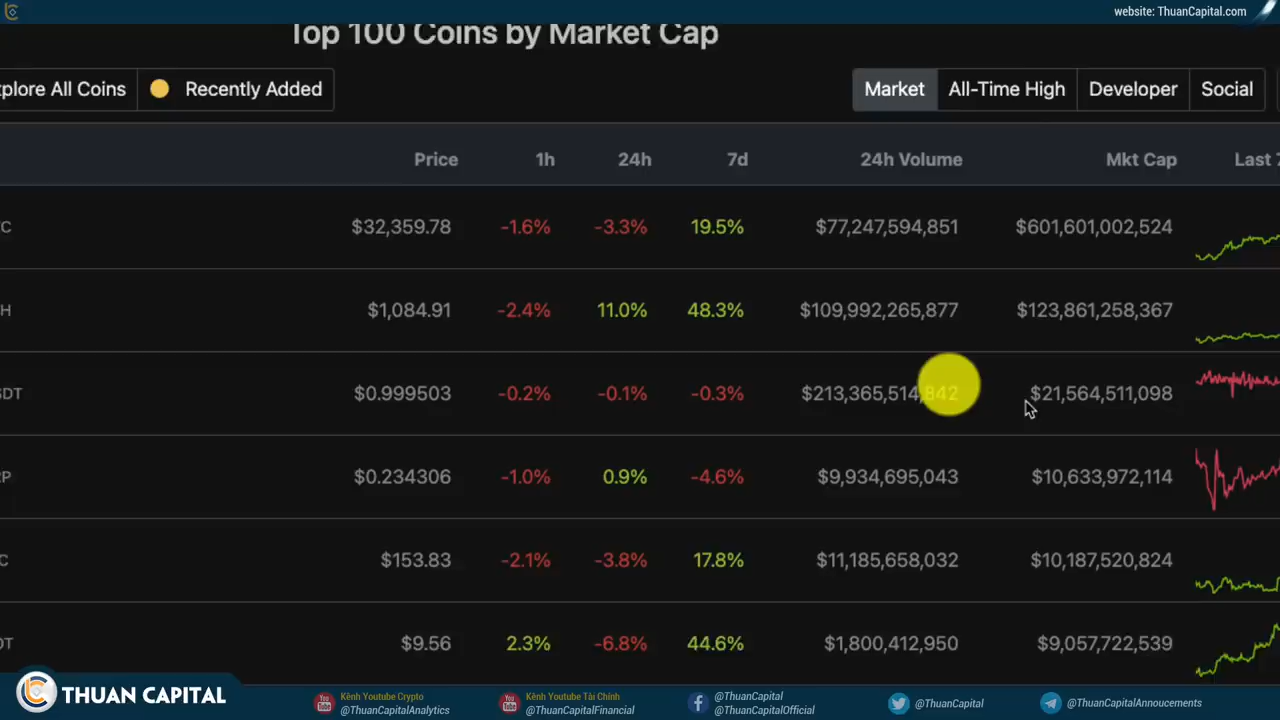 website: ThuanCapital.com
Top 100 Coins by Market Cap
xplore All Coins Recently Added Market All-Time High Developer Social
Price 1h 24h 7d 24h Volume Mkt Cap Last 7
C $32,359.78 -1.6% -3.3% 19.5% $77,247,594,851 $601,601,002,524
H $1,084.91 -2.4% 11.0% 48.3% $109,992,265,877 $123,861,258,367
SDT $0.999503 -0.2% -0.1% -0.3% $213,365,514,842 $21,564,511,098
RP $0.234306 -1.0% 0.9% -4.6% $9,934,695,043 $10,633,972,114
C $153.83 -2.1% -3.8% 17.8% $11,185,658,032 $10,187,520,824
OT $9.56 2.3% -6.8% 44.6% $1,800,412,950 $9,057,722,539
THUAN CAPITAL
Kênh Youtube Crypto
@ThuanCapitalAnalytics
Kênh Youtube Tài Chính
@ThuanCapitalFinancial
@ThuanCapital
@ThuanCapitalOfficial
@ThuanCapital
@ThuanCapitalAnnoucements